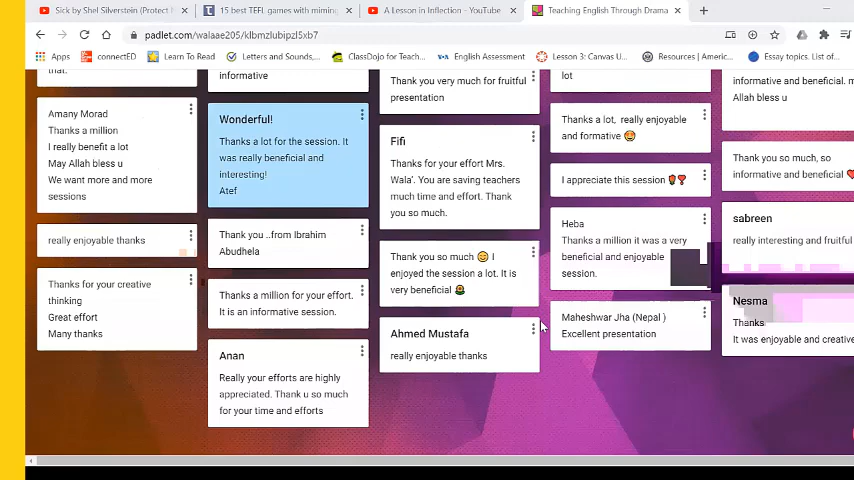 Sick by Shel Silverstein (Protect
15 best TEFL games with miming
A Lesson in Inflection - YouTube
Teaching English Through Drama
padlet.com/walaae205/klbmzlubipzl5xb7
Apps
connectED
Learn To Read
Letters and Sounds,...
ClassDojo for Teach...
English Assessment
Lesson 3: Canvas U...
Resources | Americ...
Essay topics. List of...
that.
Amany Morad
Thanks a million
I really benefit a lot
May Allah bless u
We want more and more
sessions
really enjoyable thanks
Thanks for your creative
thinking
Great effort
Many thanks
informative
Wonderful!
Thanks a lot for the session. It
was really beneficial and
interesting!
Atef
Thank you ..from Ibrahim
Abudhela
Thanks a million for your effort.
It is an informative session.
Anan
Really your efforts are highly
appreciated. Thank u so much
for your time and efforts
Thank you very much for fruitful
presentation
Fifi
Thanks for your effort Mrs.
Wala'. You are saving teachers
much time and effort. Thank
you so much.
Thank you so much 😊 I
enjoyed the session a lot. It is
very beneficial
Ahmed Mustafa
really enjoyable thanks
lot
Thanks a lot, really enjoyable
and formative 🤩
I appreciate this session 🌹❣
Heba
Thanks a million it was a very
beneficial and enjoyable
session.
Maheshwar Jha (Nepal )
Excellent presentation
informative and beneficial. m
Allah bless u
Thank you so much, so
informative and beneficial
sabreen
really interesting and fruitful
Nesma
Thanks
It was enjoyable and creative